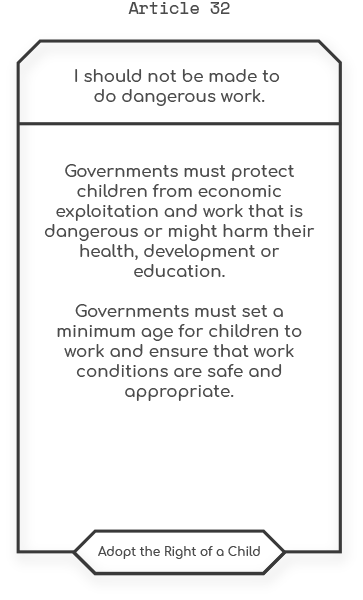 Article 32
I should not be made to
do dangerous work.
Governments must protect
children from economic
exploitation and work that is
dangerous or might harm their
health, development or
education.
Governments must set a
minimum age for children to
work and ensure that work
conditions are safe and
appropriate.
Adopt the Right of a Child